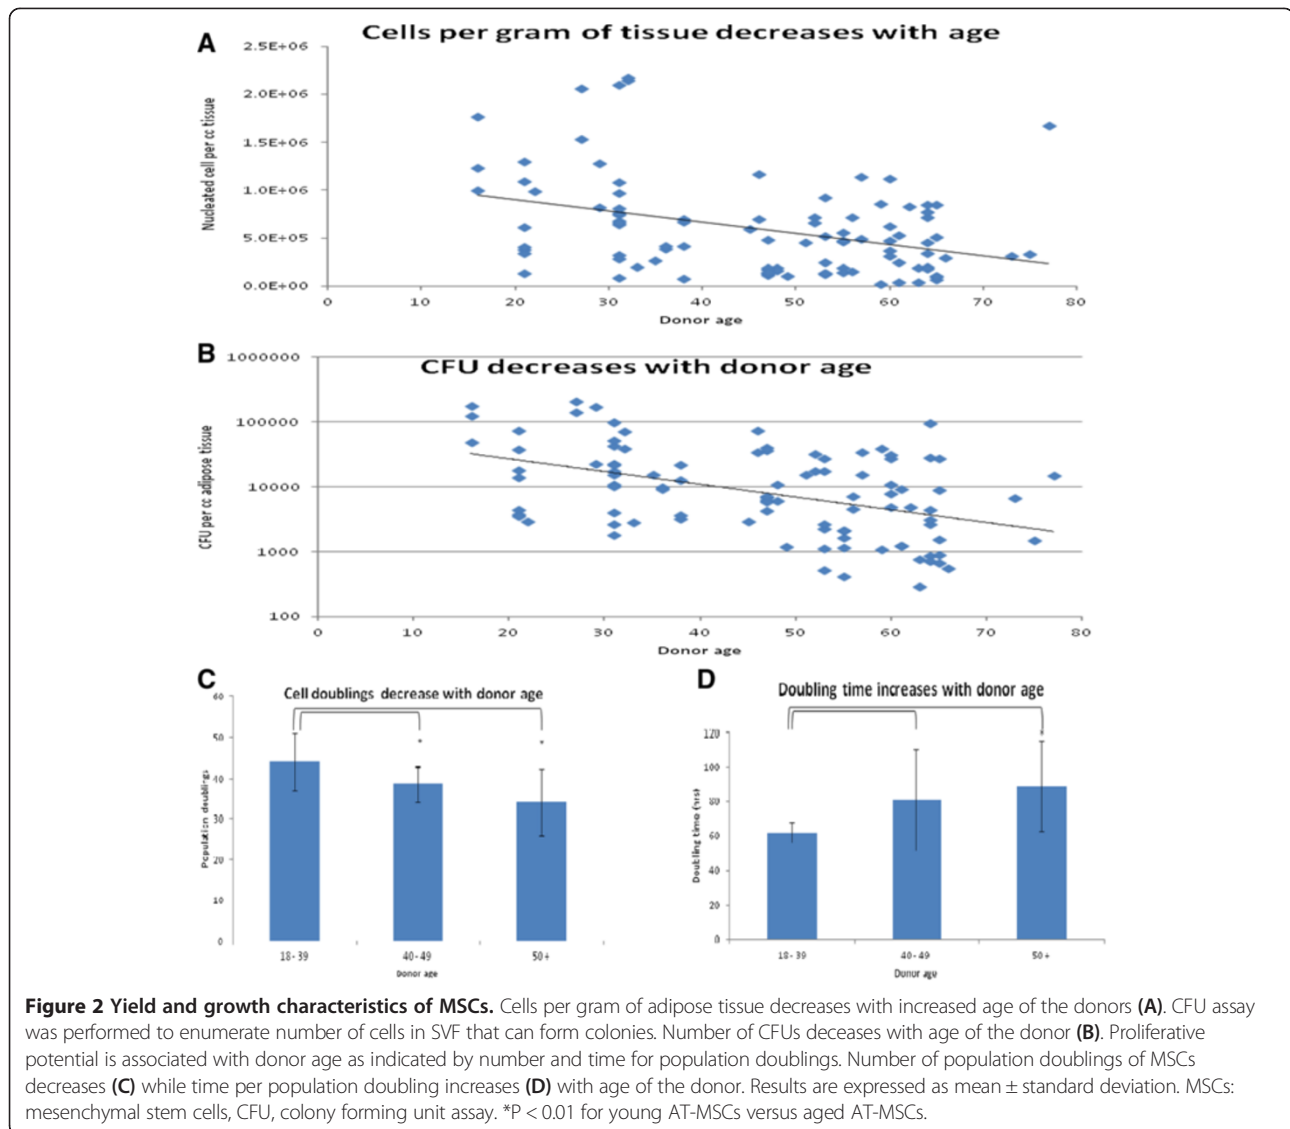 A
Cells per gram of tissue decreases with age
2.5E+06
2.0E+06
1.5E+06
1.0E+06
5.0E+05
0.0E+00
Nucleated cell per cc tissue
0 10 20 30 40 50 60 70 80
Donor age
B
CFU decreases with donor age
1000000
100000
10000
1000
100
CFU per cc adipose tissue
0 20 30 40 50 60 70 80
Donor age
C
Cell doublings decrease with donor age
60
50
40
30
20
10
0
Population doublings
* *
18-39 40-49 50+
Donor age
D
Doubling time increases with donor age
120
100
80
60
40
20
0
Doubling time (hrs)
*
18-39 40-49 50+
Donor age
Figure 2 Yield and growth characteristics of MSCs. Cells per gram of adipose tissue decreases with increased age of the donors (A). CFU assay
was performed to enumerate number of cells in SVF that can form colonies. Number of CFUs deceases with age of the donor (B). Proliferative
potential is associated with donor age as indicated by number and time for population doublings. Number of population doublings of MSCs
decreases (C) while time per population doubling increases (D) with age of the donor. Results are expressed as mean ± standard deviation. MSCs:
mesenchymal stem cells, CFU, colony forming unit assay. *P < 0.01 for young AT-MSCs versus aged AT-MSCs.